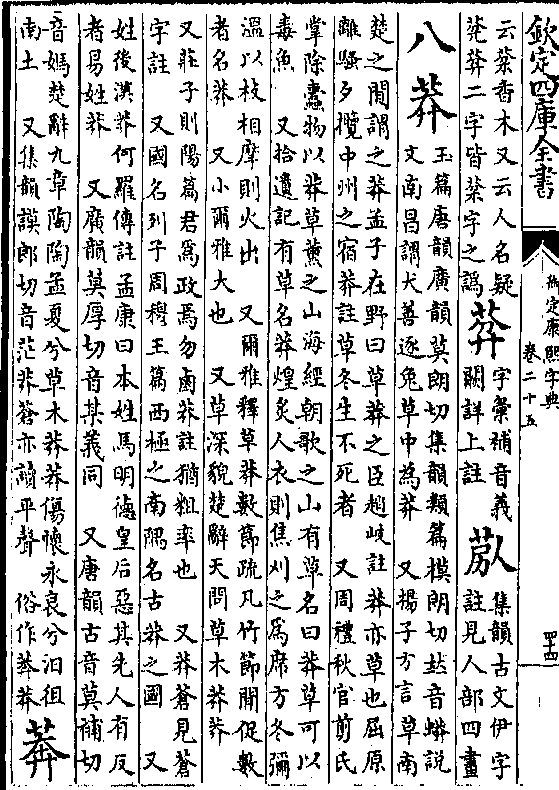 欽定四庫全書
御定康熙字典
卷二十五
四十四
云棻香木又云人名疑
茺莽二字皆棻字之譌
字彙補音義
闕詳上註
集韻古文伊字
註見人部四畫
八莽
玉篇唐韻廣韻莫朗切集韻類篇模朗切𠀤音蟒說
文南昌謂犬善逐兔草中為莽 又揚子方言草南
楚之間謂之莽孟子在野曰草莽之臣趙岐註莽亦草也屈原
離騷夕攬中州之宿莽註草冬生不死者 又周禮秋官剪氏
掌除蠹物以莽草薰之山海經朝歌之山有草名曰莽草可以
毒魚 又拾遺記有草名莽煌炙人衣則焦刈之為席方冬彌
溫以枝相摩則火出 又爾雅釋草莽數節疏凡竹節間促數
者名莽 又小爾雅大也 又草深貌楚辭天問草木莽莽
又莊子則陽篇君為政焉勿鹵莽註猶粗率也 又莽蒼見蒼
字註 又國名列子周穆王篇西極之南隅名古莽之國 又
姓後漢莽何羅傳註孟康曰本姓馬明德皇后惡其先人有反
者易姓莽 又廣韻莫厚切音某義同 又唐韻古音莫補切
音媽楚辭九章陶陶孟夏兮草木莽莽傷懷永哀兮汨徂
南土 又集韻謨郎切音茫莽蒼亦讀平聲 俗作莾莽